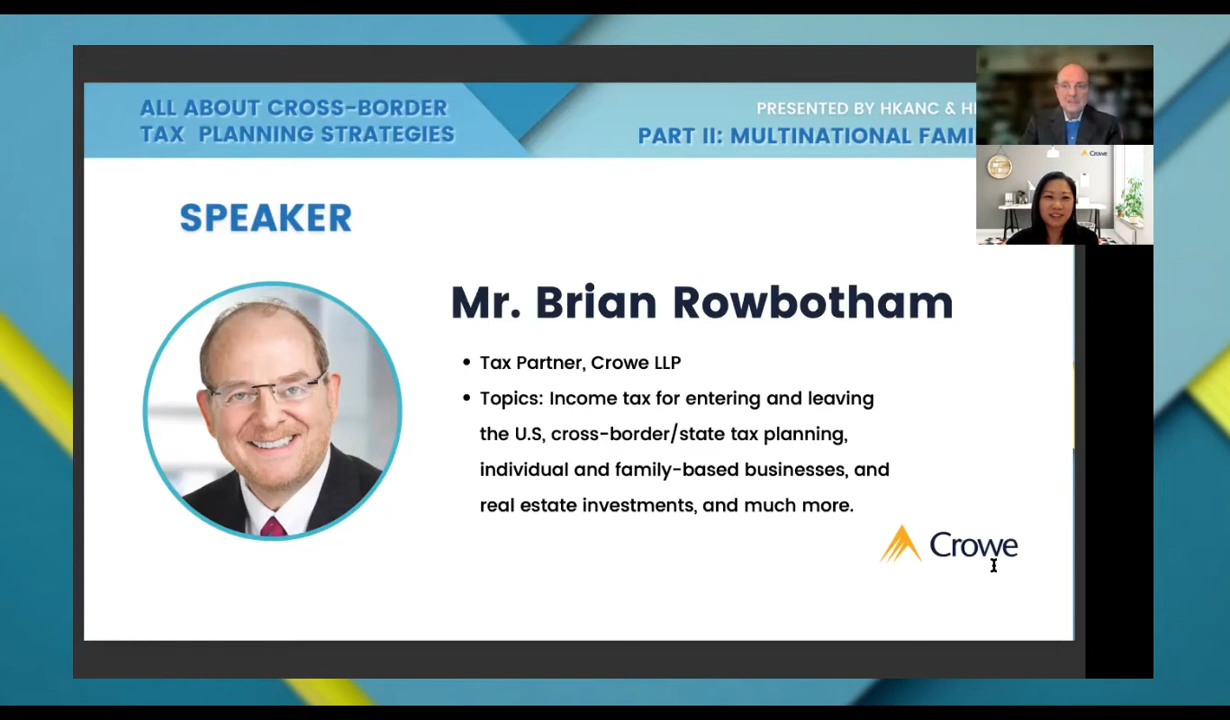 ALL ABOUT CROSS-BORDER
TAX PLANNING STRATEGIES
PRESENTED BY HKANC &
PART II: MULTINATIONAL
Crowe
SPEAKER
Mr. Brian Rowbotham
• Tax Partner, Crowe LLP
• Topics: Income tax for entering and leaving
the U.S, cross-border/state tax planning,
individual and family-based businesses, and
real estate investments, and much more.
Crowe